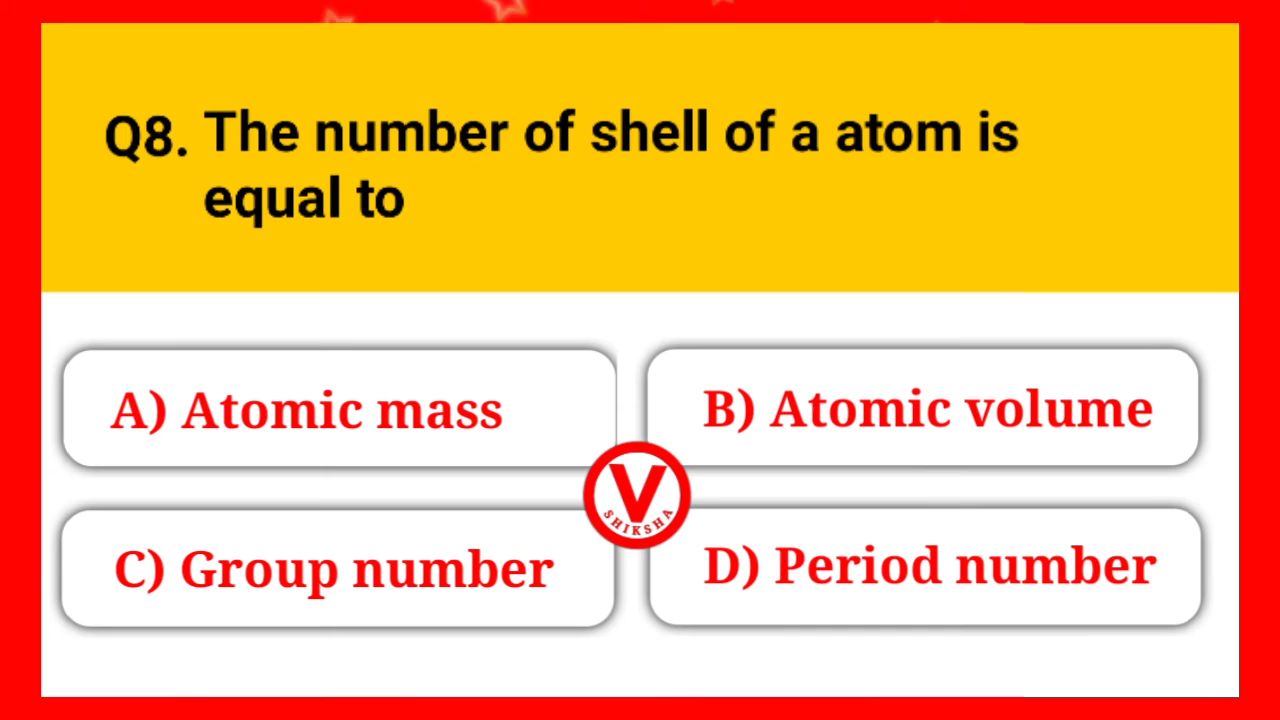 Q8. The number of shell of a atom is
equal to
A) Atomic mass
B) Atomic volume
V
SHIKSHA
C) Group number
D) Period number